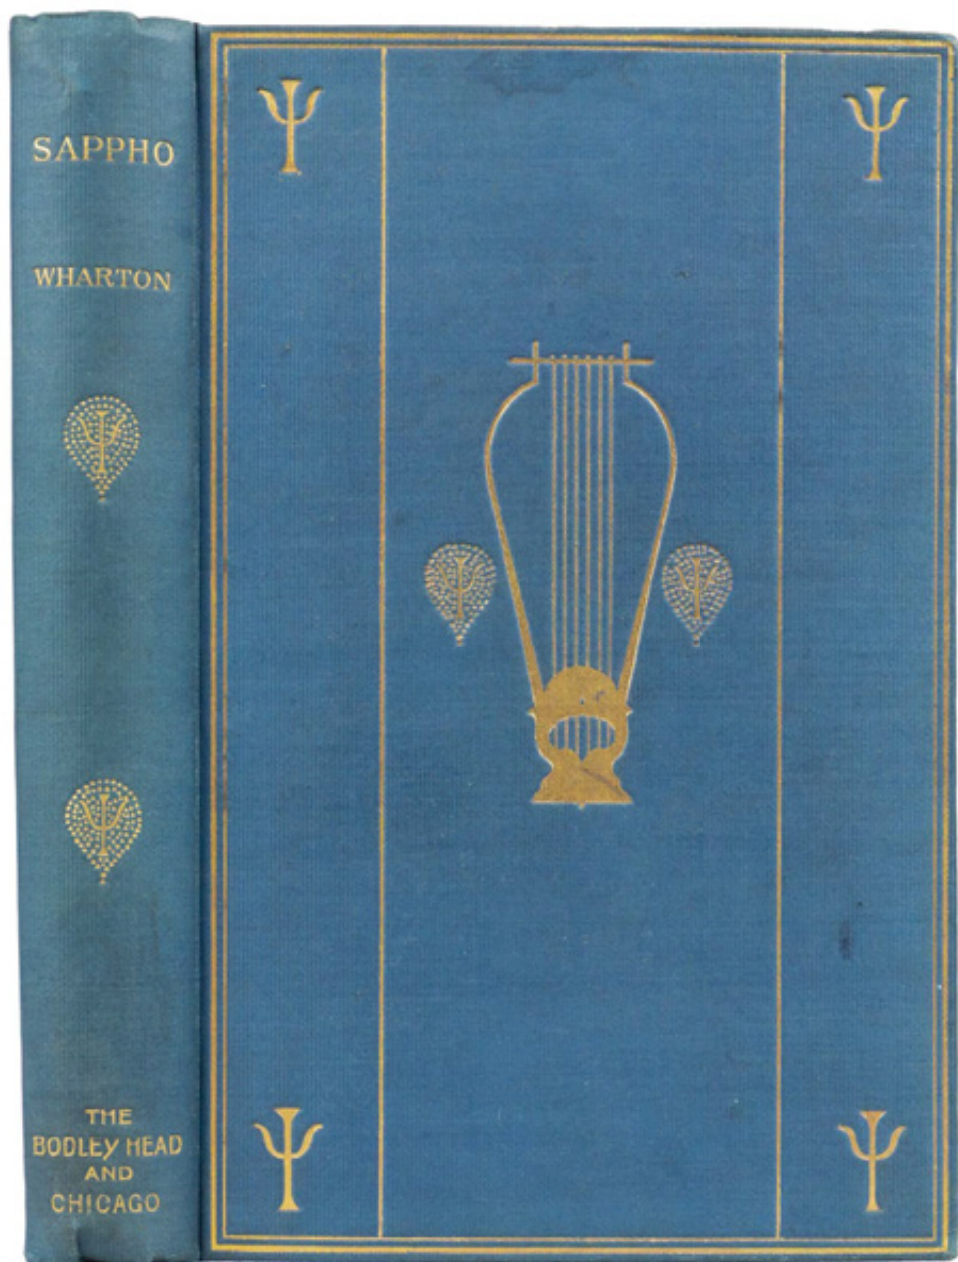 SAPPHO
WHARTON
Ψ
Ψ
THE
BODLEY HEAD
AND
CHICAGO
Ψ Ψ
Ψ Ψ
Ψ Ψ